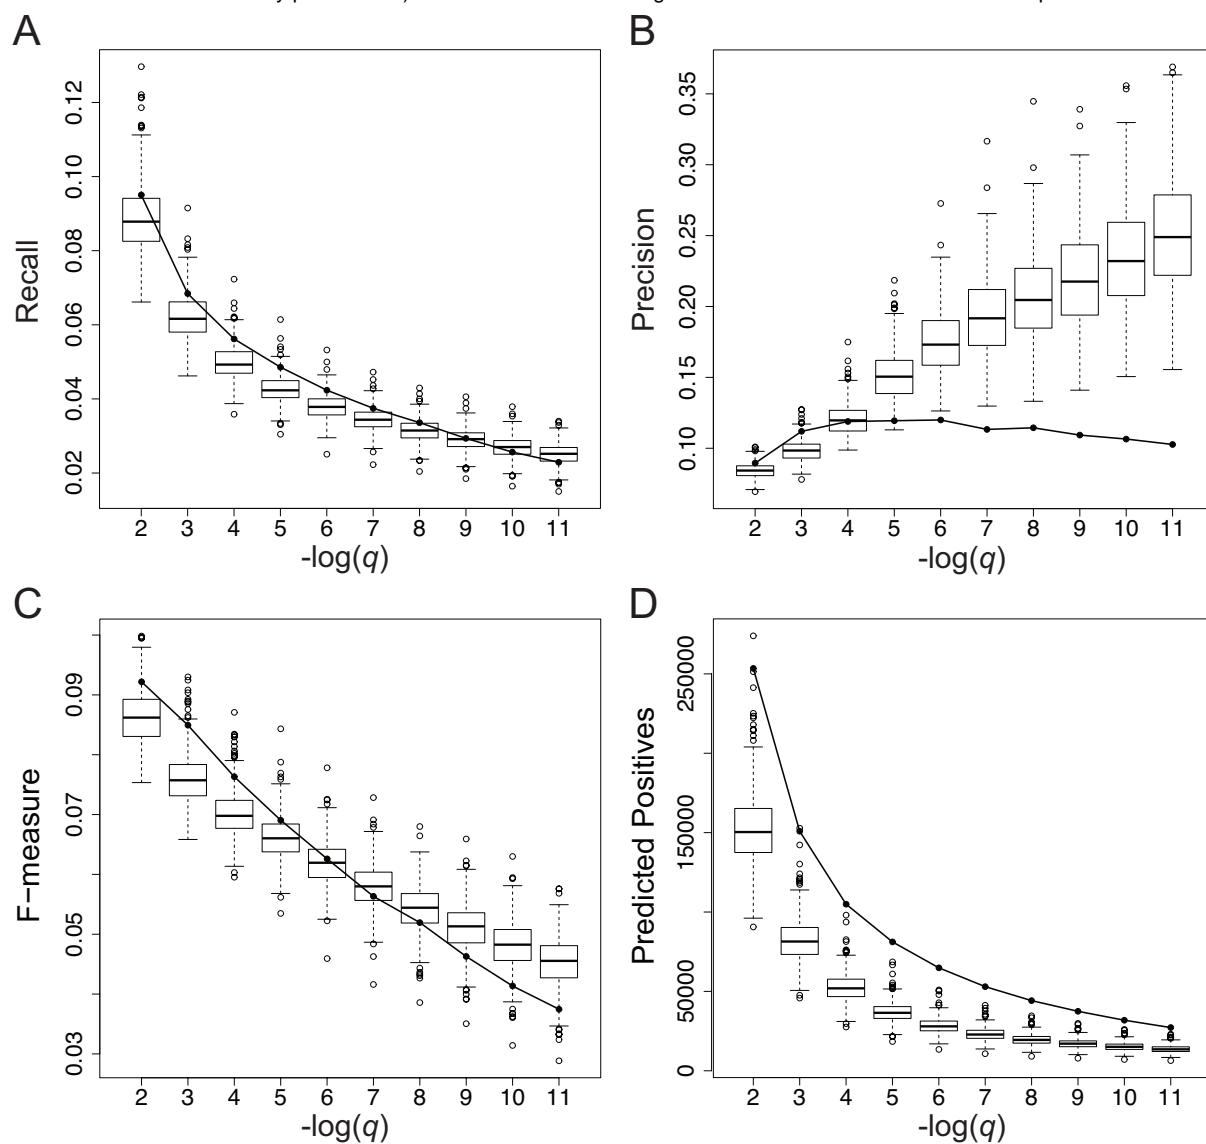 A
B
Recall
0.12
0.10
0.08
0.06
0.04
0.02
2 3 4 5 6 7 8 9 10 11
-log(q)
Precision
0.35
0.30
0.25
0.20
0.15
0.10
2 3 4 5 6 7 8 9 10 11
-log(q)
C
D
F−measure
0.09
0.07
0.05
0.03
2 3 4 5 6 7 8 9 10 11
-log(q)
Predicted Positives
250000
150000
50000
0
2 3 4 5 6 7 8 9 10 11
-log(q)